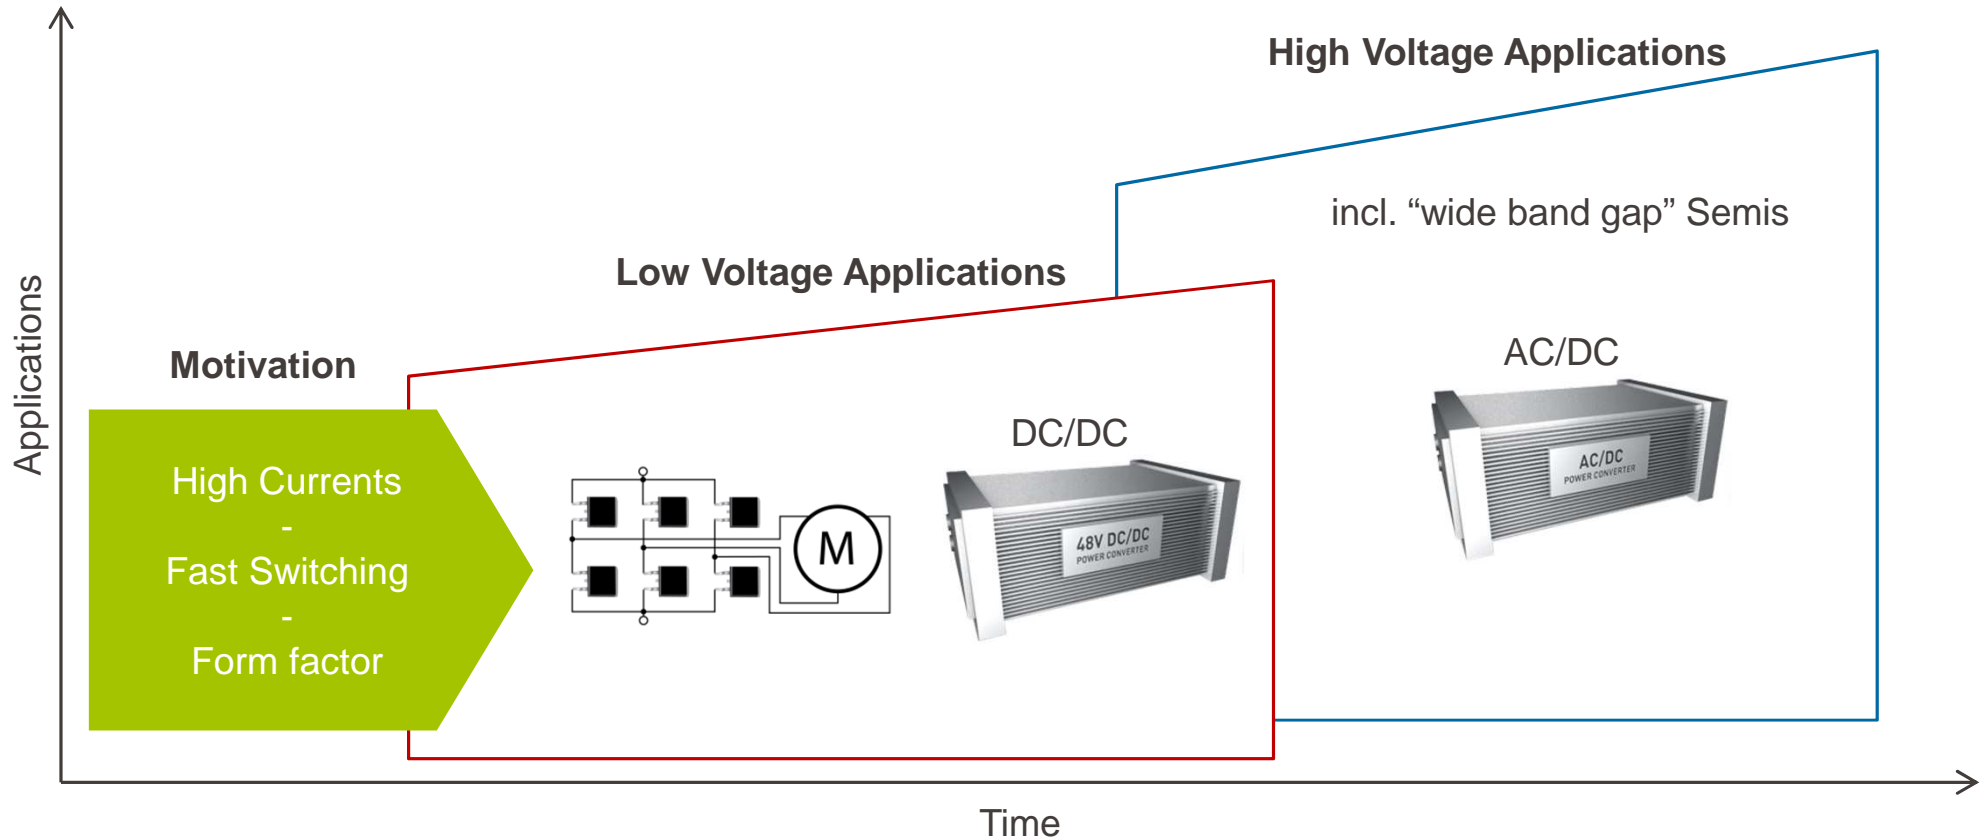 High Voltage Applications
incl. “wide band gap” Semis
Low Voltage Applications
Applications
Motivation
AC/DC
DC/DC
High Currents
-
Fast Switching
-
Form factor
M
48V DC/DC
POWER CONVERTER
AC/DC
POWER CONVERTER
Time